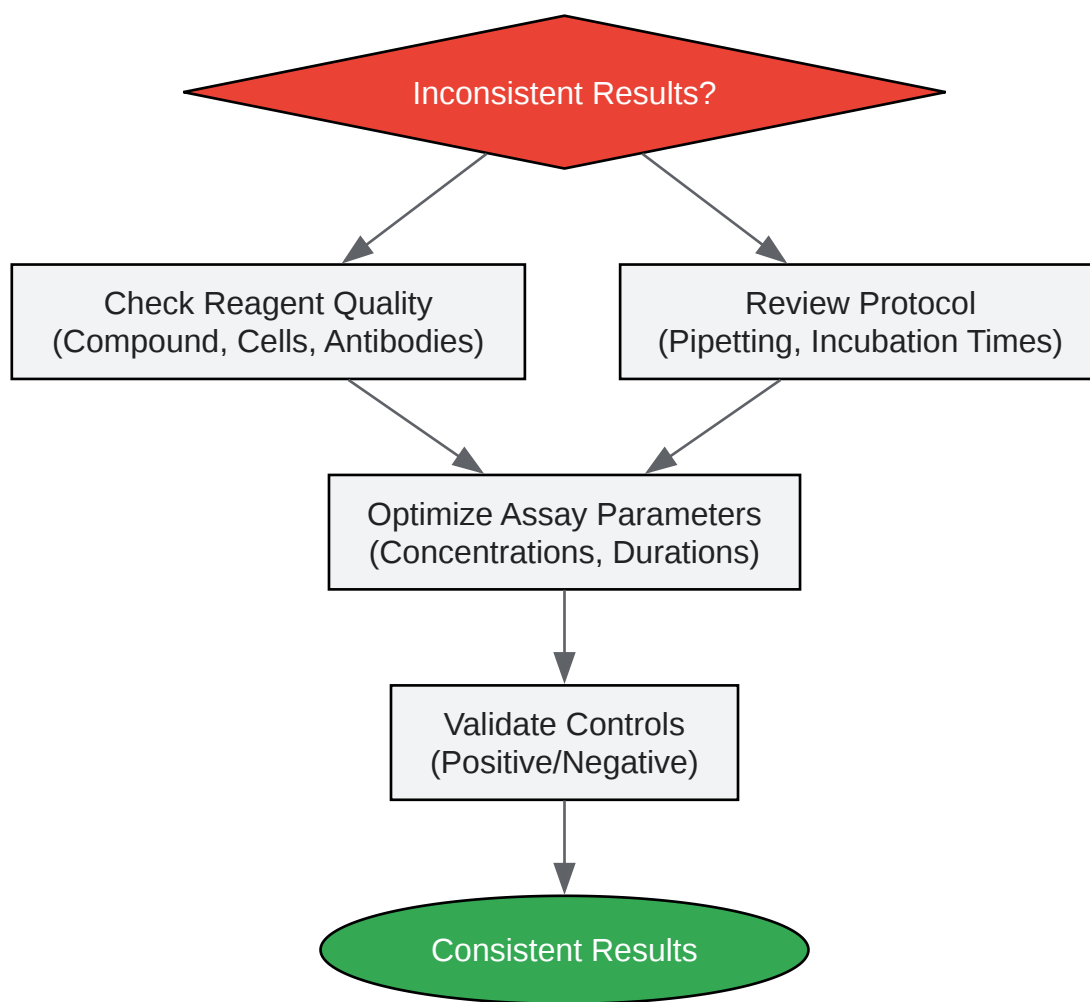 Inconsistent Results?
Check Reagent Quality
(Compound, Cells, Antibodies)
Review Protocol
(Pipetting, Incubation Times)
Optimize Assay Parameters
(Concentrations, Durations)
Validate Controls
(Positive/Negative)
Consistent Results